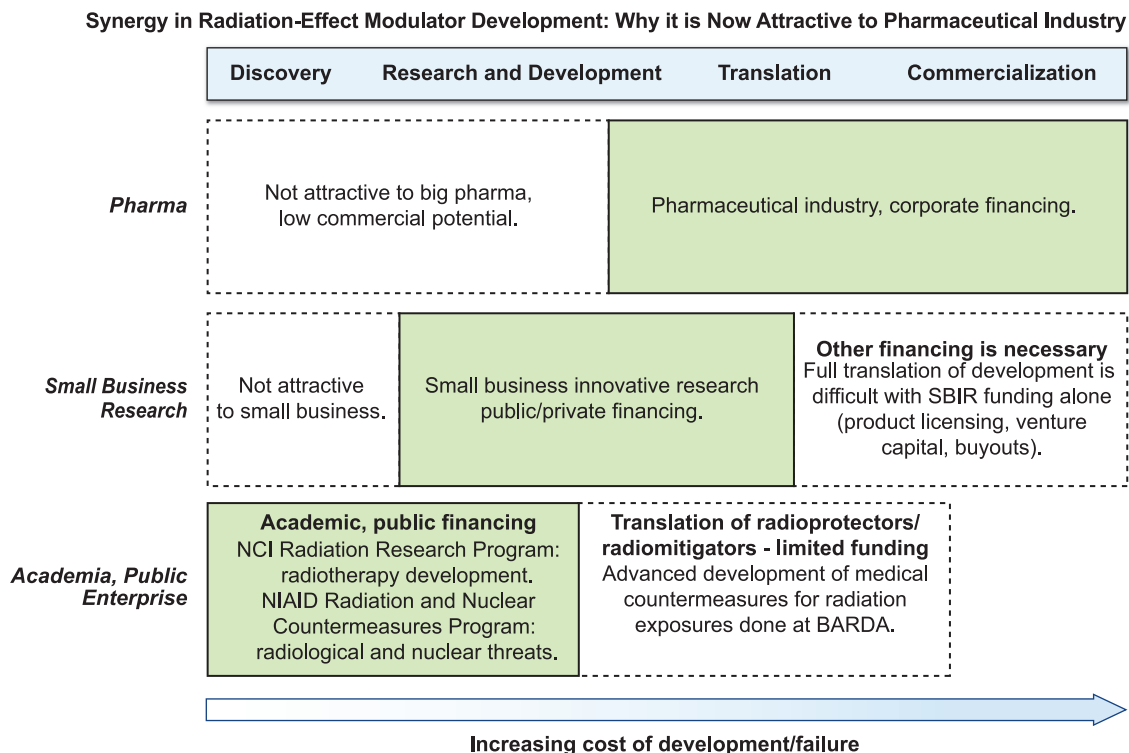 Synergy in Radiation-Effect Modulator Development: Why it is Now Attractive to Pharmaceutical Industry
Discovery Research and Development Translation Commercialization
Pharma
Not attractive to big pharma,
low commercial potential.
Pharmaceutical industry, corporate financing.
Small Business
Research
Not attractive
to small business.
Small business innovative research
public/private financing.
Other financing is necessary
Full translation of development is
difficult with SBIR funding alone
(product licensing, venture
capital, buyouts).
Academia, Public
Enterprise
Academic, public financing
NCI Radiation Research Program:
radiotherapy development.
NIAID Radiation and Nuclear
Countermeasures Program:
radiological and nuclear threats.
Translation of radioprotectors/
radiomitigators - limited funding
Advanced development of medical
countermeasures for radiation
exposures done at BARDA.
Increasing cost of development/failure